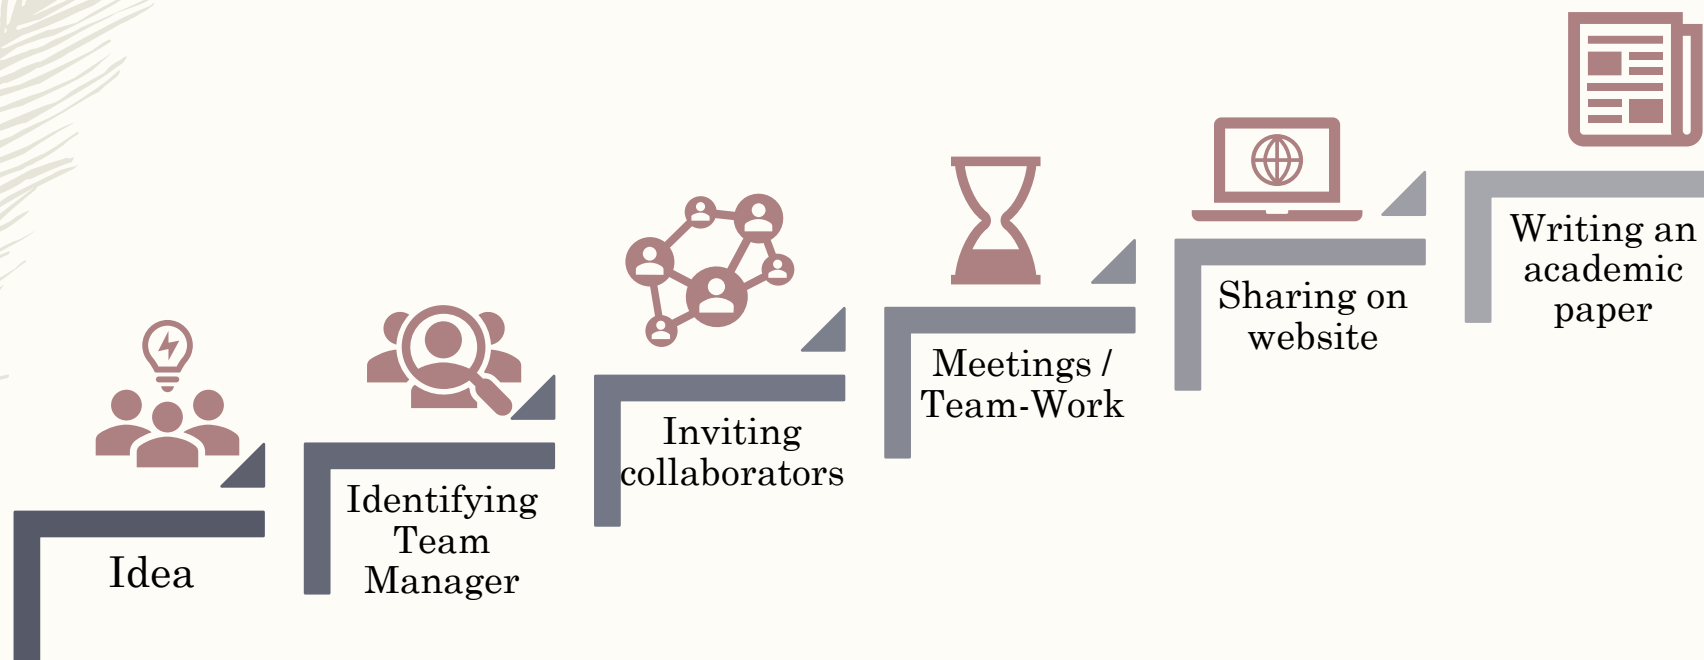 Idea
Identifying
Team
Manager
Inviting
collaborators
Meetings /
Team-Work
Sharing on
website
Writing an
academic
paper